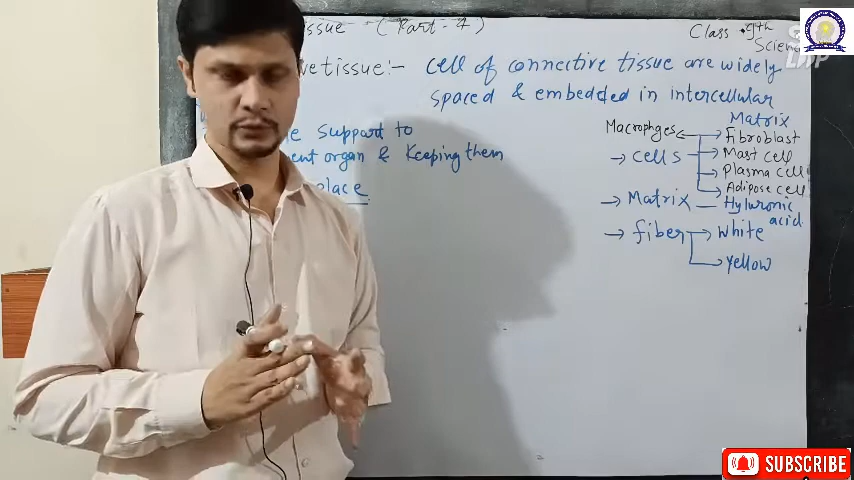 issue - (Part-4)
Class 9th
Science
ve tissue:- cell of connective tissue are widely
spaced & embedded in intercellular
Matrix
e support to
ent organ & Keeping them
place
Macrophges
→ cells
Fibroblast
Mast cell
Plasma cell
Adipose cell
→ Matrix — Hyluronic
acid
→ fiber → white
→ yellow
SUBSCRIBE